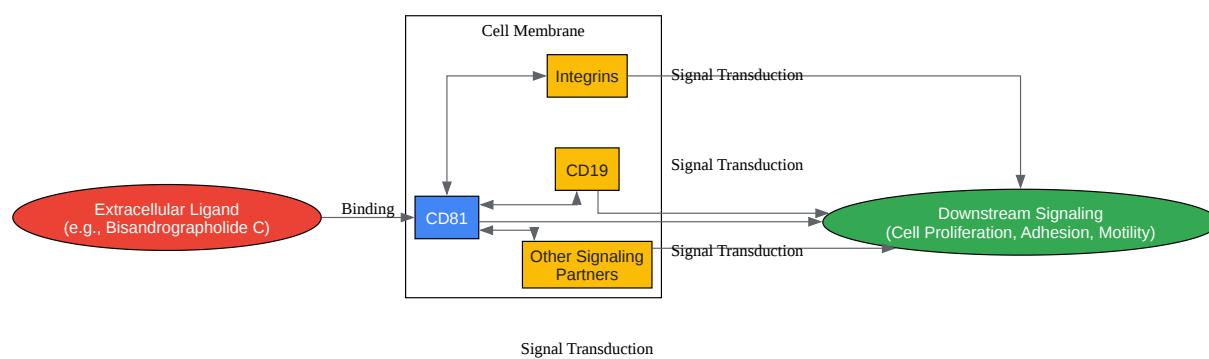 Cell Membrane
Integrins
Signal Transduction
CD19
Signal Transduction
Extracellular Ligand
(e.g., Bisandrographolide C)
Binding
CD81
Downstream Signaling
(Cell Proliferation, Adhesion, Motility)
Other Signaling
Partners
Signal Transduction
Signal Transduction